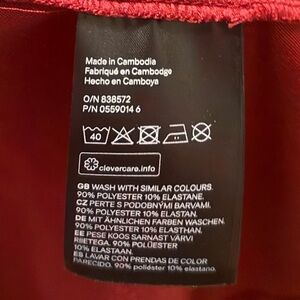 Made in Cambodia
Fabriqué en Cambodge
Hecho en Camboya
O/N 838572
P/N 0559014 6
40
clevercare.info
GB WASH WITH SIMILAR COLOURS.
90% POLYESTER 10% ELASTANE.
CZ PERTE S PODOBNÝMI BARVAMI.
90% POLYESTER 10% ELASTAN.
DE MIT ÄHNLICHEN FARBEN WASCHEN.
90% POLYESTER 10% ELASTHAN.
EE PESE KOOS SARNAST VÄRVI
RIIETEGA. 90% POLÜESTER
10% ELASTAAN.
ES LAVAR CON PRENDAS DE COLOR
PARECIDO. 90% poliéster 10% elastano.